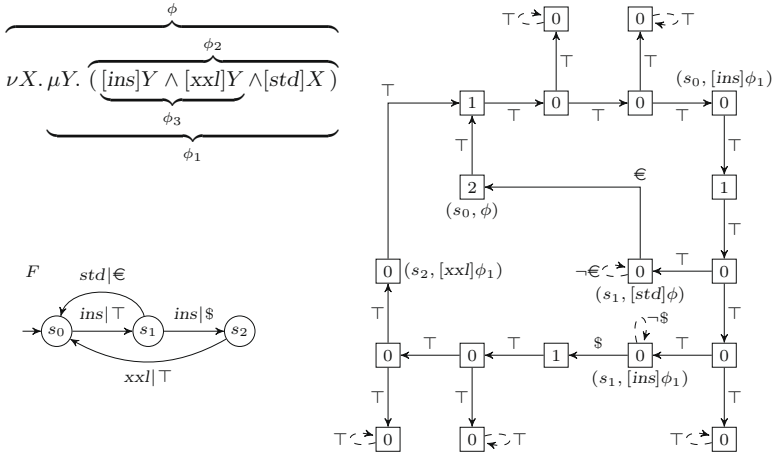 ϕ
ϕ₂
νX. μY. ( [ins]Y ∧ [xxl]Y ∧[std]X )
ϕ₃
ϕ₁
F
std|€
s₀ ins|⊤ s₁ ins|$ s₂
xxl|⊤
⊤ 0 0 ⊤
⊤ ⊤ (s₀, [ins]ϕ₁)
⊤ 1 ⊤ 0 ⊤ 0 ⊤ 0
⊤ ⊤
2 € 1
(s₀, ϕ) ⊤
0 (s₂, [xxl]ϕ₁) ¬€ 0 ⊤ 0
(s₁, [std]ϕ)
⊤ ¬$ ⊤
0 ⊤ 0 ⊤ 1 $ 0 ⊤ 0
(s₁, [ins]ϕ₁)
⊤ ⊤ ⊤
⊤ 0 0 ⊤ ⊤ 0